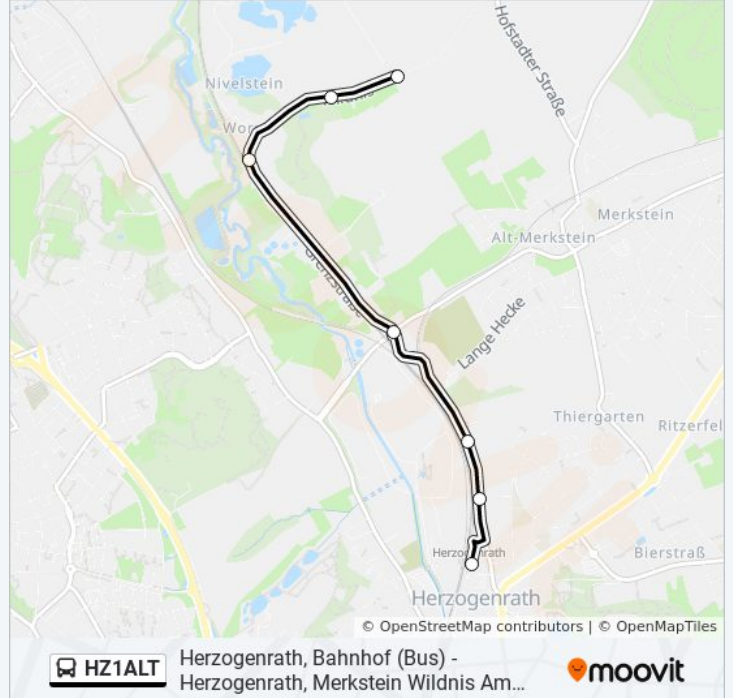 Hofstadter Straße
Nivelstein
Merkstein
Alt-Merkstein
Grenzstraße
Lange Hecke
Thiergarten
Ritzerfel
Herzogenrath
Bierstraß
Herzogenrath
© OpenStreetMap contributors | © OpenMapTiles
HZ1ALT
Herzogenrath, Bahnhof (Bus) -
Herzogenrath, Merkstein Wildnis Am...
moovit